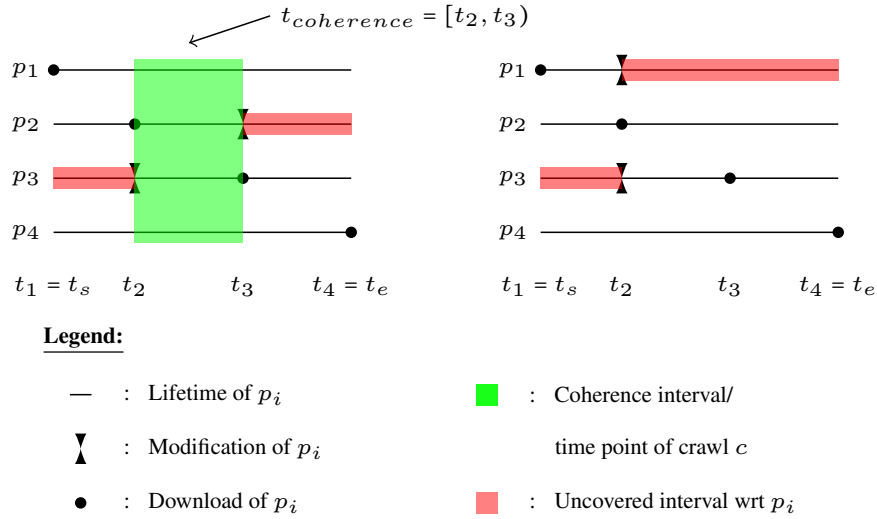 t_coherence = [t_2, t_3)
p_1 p_1
p_2 p_2
p_3 p_3
p_4 p_4
t_1 = t_s t_2 t_3 t_4 = t_e t_1 = t_s t_2 t_3 t_4 = t_e
Legend:
: Lifetime of p_i : Coherence interval/
: Modification of p_i time point of crawl c
: Download of p_i : Uncovered interval wrt p_i